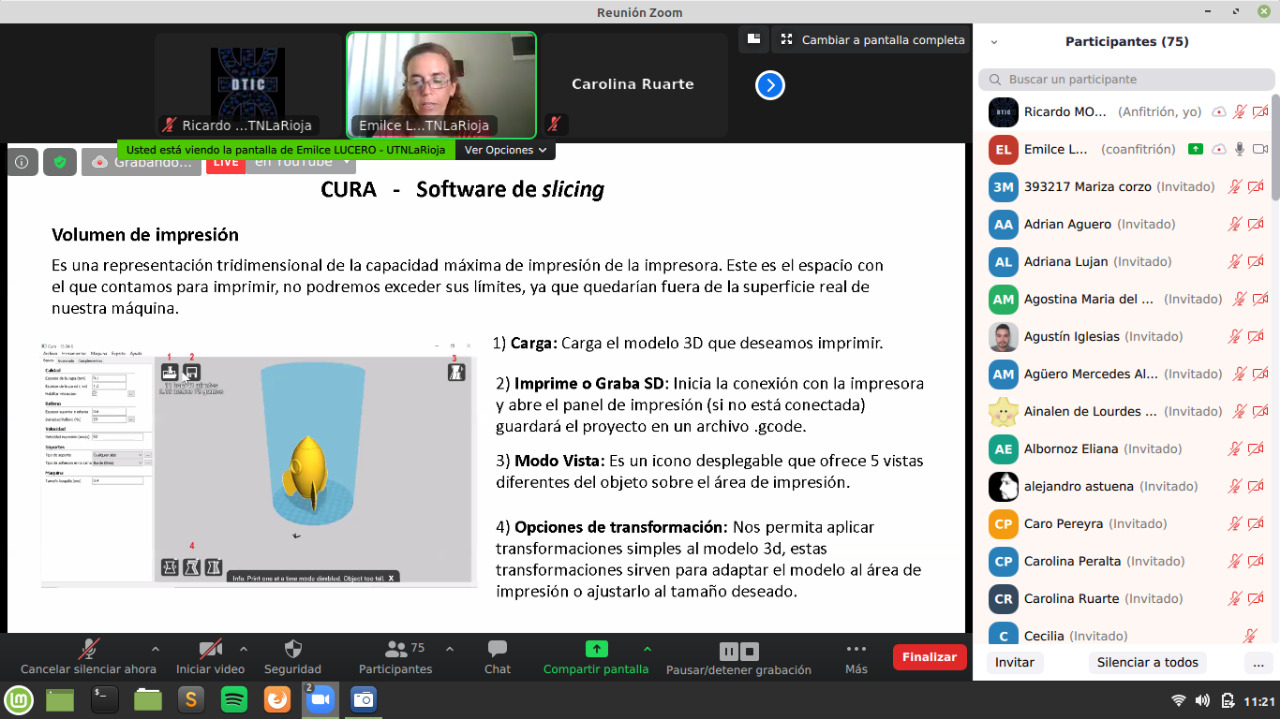 Reunión Zoom
DTIC
Ricardo ...TNLaRioja
Emilce L...TNLaRioja
Carolina Ruarte
Cambiar a pantalla completa
Usted está viendo la pantalla de Emilce LUCERO - UTNLaRioja
Ver Opciones
Grabando...
LIVE
en YouTube
CURA - Software de slicing
Volumen de impresión
Es una representación tridimensional de la capacidad máxima de impresión de la impresora. Este es el espacio con
el que contamos para imprimir, no podremos exceder sus límites, ya que quedarían fuera de la superficie real de
nuestra máquina.
Calidad
Velocidad
1
2
3
4
Info: Print one at a time mode disabled. Object too tall. X
1) Carga: Carga el modelo 3D que deseamos imprimir.
2) Imprime o Graba SD: Inicia la conexión con la impresora
y abre el panel de impresión (si no está conectada)
guardará el proyecto en un archivo .gcode.
3) Modo Vista: Es un icono desplegable que ofrece 5 vistas
diferentes del objeto sobre el área de impresión.
4) Opciones de transformación: Nos permita aplicar
transformaciones simples al modelo 3d, estas
transformaciones sirven para adaptar el modelo al área de
impresión o ajustarlo al tamaño deseado.
Cancelar silenciar ahora
Iniciar video
Seguridad
75
Participantes
Chat
Compartir pantalla
Pausar/detener grabación
Más
Finalizar
Participantes (75)
Buscar un participante
DTIC Ricardo MO... (Anfitrión, yo)
EL Emilce L... (coanfitrión)
3M 393217 Mariza corzo (Invitado)
AA Adrian Aguero (Invitado)
AL Adriana Lujan (Invitado)
AM Agostina Maria del ... (Invitado)
Agustín Iglesias (Invitado)
AM Agüero Mercedes Al... (Invitado)
Ainalen de Lourdes ... (Invitado)
AE Albornoz Eliana (Invitado)
alejandro astuena (Invitado)
CP Caro Pereyra (Invitado)
CP Carolina Peralta (Invitado)
CR Carolina Ruarte (Invitado)
C Cecilia (Invitado)
Invitar
Silenciar a todos
...
2
11:21